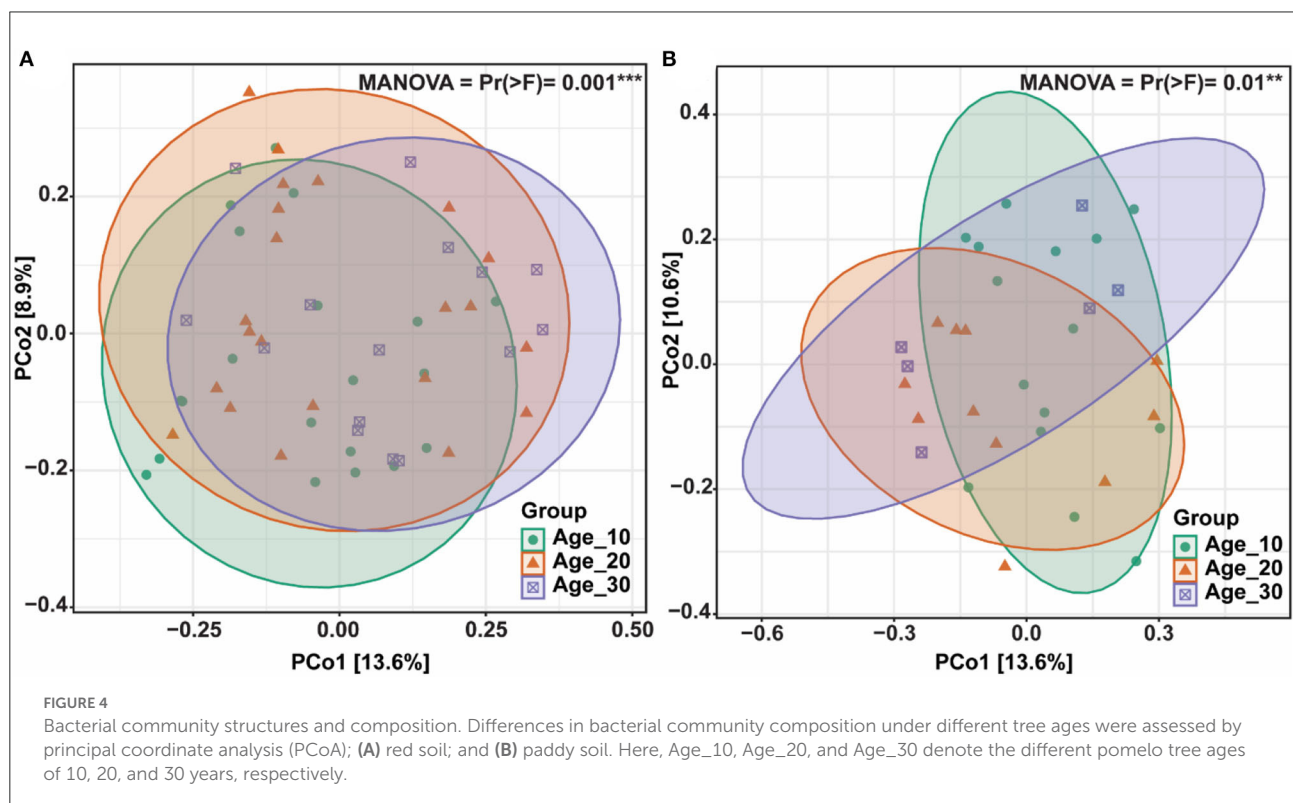 A
MANOVA = Pr(>F)= 0.001***
PCo2 [8.9%]
0.2
0.0
−0.2
−0.4
−0.25
0.00
0.25
0.50
PCo1 [13.6%]
Group
Age_10
Age_20
Age_30
B
MANOVA = Pr(>F)= 0.01**
PCo2 [10.6%]
0.4
0.2
0.0
−0.2
−0.4
−0.6
−0.3
0.0
0.3
PCo1 [13.6%]
Group
Age_10
Age_20
Age_30
FIGURE 4
Bacterial community structures and composition. Differences in bacterial community composition under different tree ages were assessed by
principal coordinate analysis (PCoA); (A) red soil; and (B) paddy soil. Here, Age_10, Age_20, and Age_30 denote the different pomelo tree ages
of 10, 20, and 30 years, respectively.